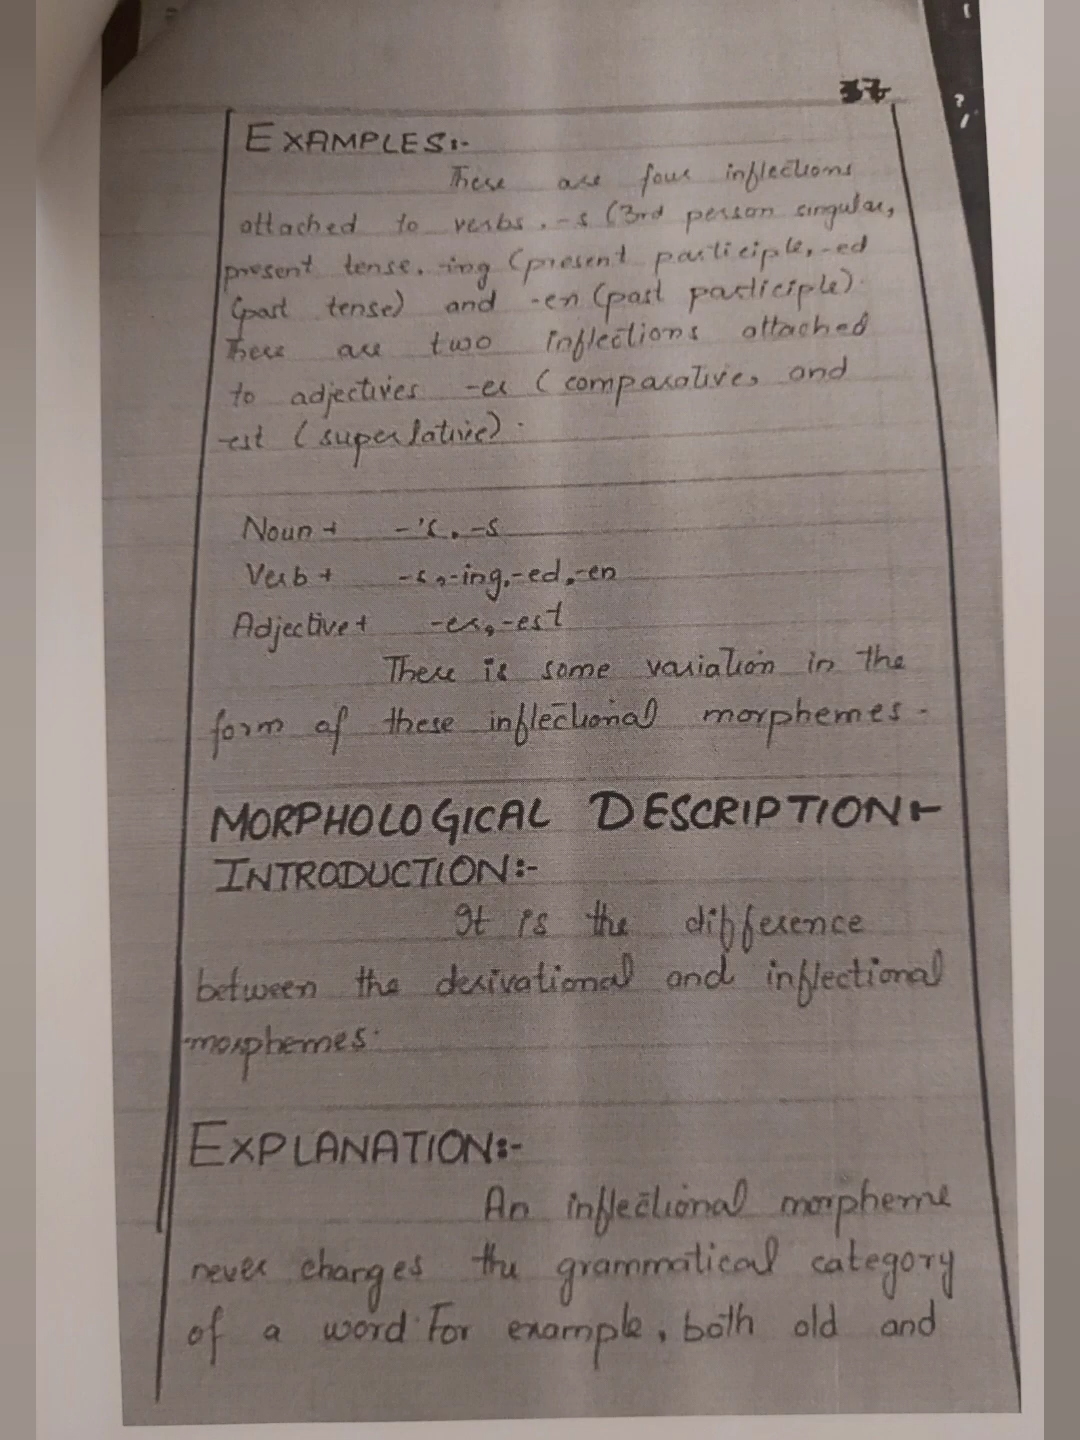 37
EXAMPLES:-
There are four inflections
attached to verbs. -s (3rd person singular,
present tense, -ing (present participle, -ed
(past tense) and -en (past participle).
There are two inflections attached
to adjectives -er (comparative, and
-est (superlative).
Noun + -'s, -s
Verb + -s, -ing, -ed, -en
Adjective + -er, -est
There is some variation in the
form of these inflectional morphemes -
MORPHOLOGICAL DESCRIPTION:-
INTRODUCTION:-
It is the difference
between the derivational and inflectional
morphemes.
EXPLANATION:-
An inflectional morpheme
never changes the grammatical category
of a word. For example, both old and